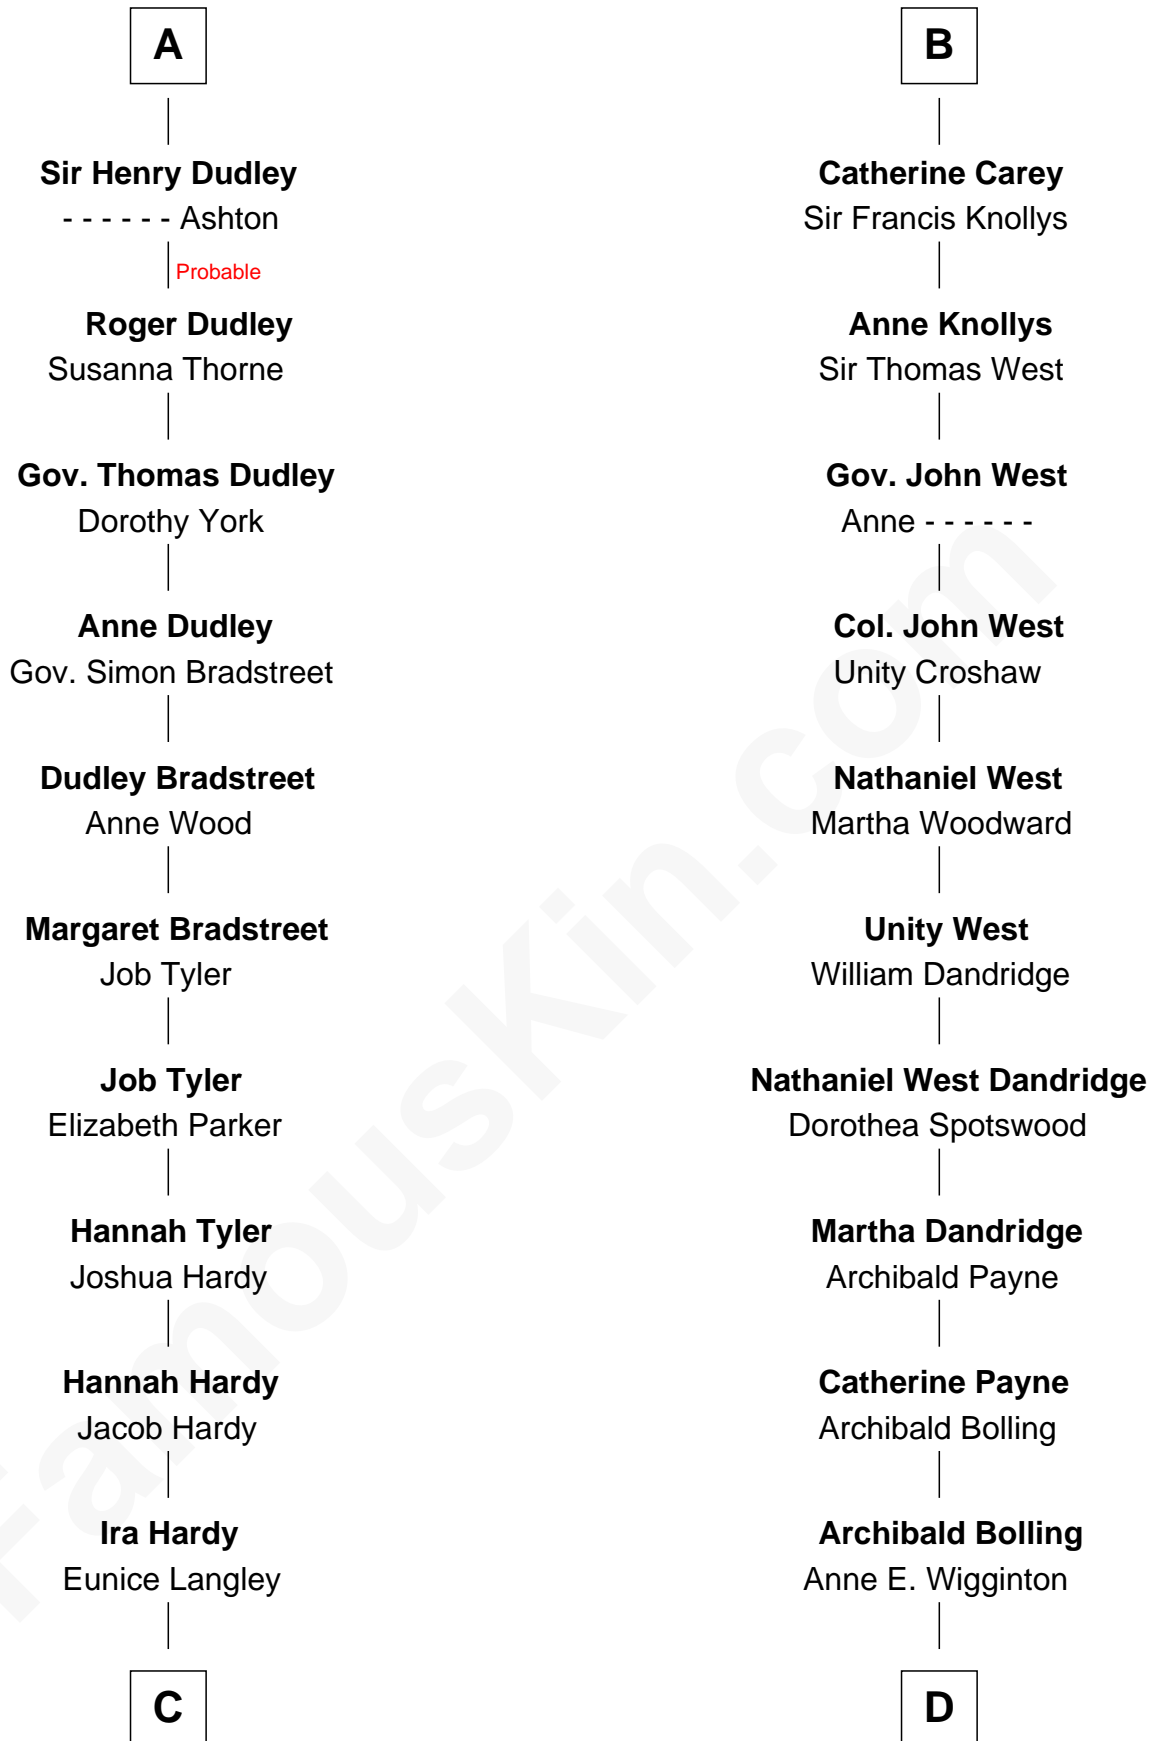 A
Sir Henry Dudley
- - - - - - Ashton
Probable
Roger Dudley
Susanna Thorne
Gov. Thomas Dudley
Dorothy York
Anne Dudley
Gov. Simon Bradstreet
Dudley Bradstreet
Anne Wood
Margaret Bradstreet
Job Tyler
Job Tyler
Elizabeth Parker
Hannah Tyler
Joshua Hardy
Hannah Hardy
Jacob Hardy
Ira Hardy
Eunice Langley
C
B
Catherine Carey
Sir Francis Knollys
Anne Knollys
Sir Thomas West
Gov. John West
Anne - - - - - -
Col. John West
Unity Croshaw
Nathaniel West
Martha Woodward
Unity West
William Dandridge
Nathaniel West Dandridge
Dorothea Spotswood
Martha Dandridge
Archibald Payne
Catherine Payne
Archibald Bolling
Archibald Bolling
Anne E. Wigginton
D
FamousKin.com